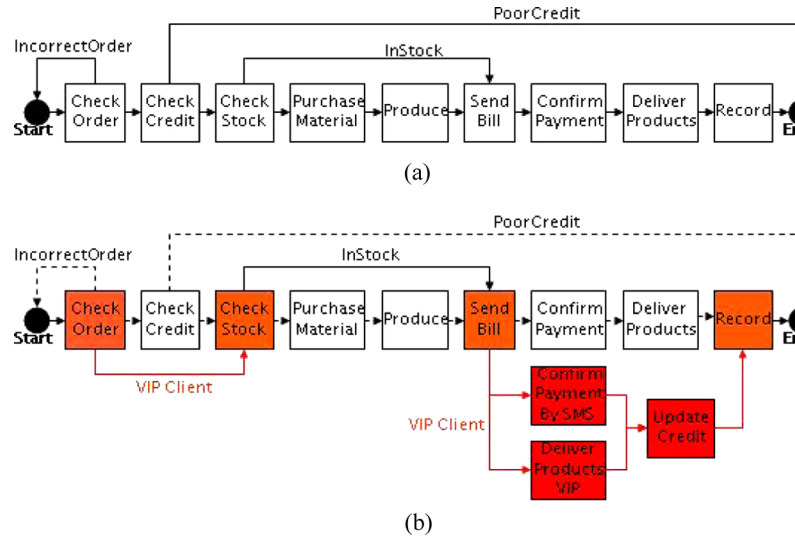 PoorCredit
IncorrectOrder
InStock
Start
Check
Order
Check
Credit
Check
Stock
Purchase
Material
Produce
Send
Bill
Confirm
Payment
Deliver
Products
Record
En
(a)
PoorCredit
IncorrectOrder
InStock
Start
Check
Order
Check
Credit
Check
Stock
Purchase
Material
Produce
Send
Bill
Confirm
Payment
Deliver
Products
Record
En
VIP Client
VIP Client
Confirm
Payment
By SMS
Deliver
Products
VIP
Update
Credit
(b)